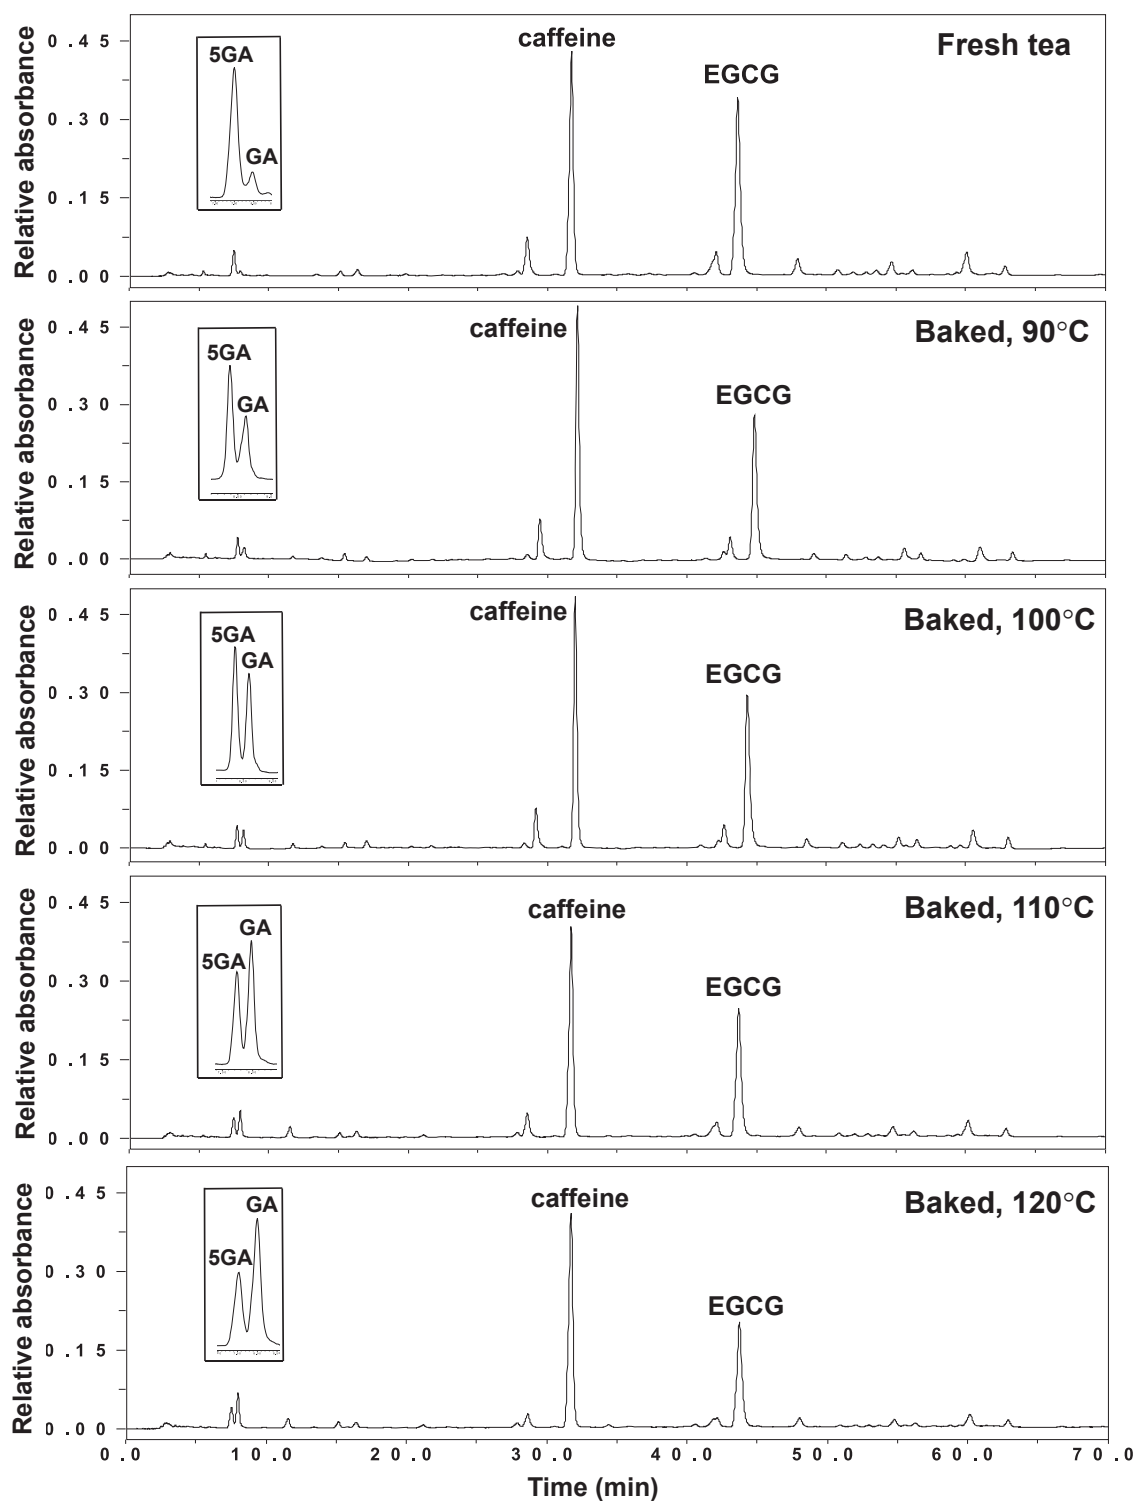 Fresh tea
Relative absorbance
0.45
0.30
0.15
0.00
5GA
GA
caffeine
EGCG
Baked, 90°C
Relative absorbance
0.45
0.30
0.15
0.00
5GA
GA
caffeine
EGCG
Baked, 100°C
Relative absorbance
0.45
0.30
0.15
0.00
5GA
GA
caffeine
EGCG
Baked, 110°C
Relative absorbance
0.45
0.30
0.15
0.00
GA
5GA
caffeine
EGCG
Baked, 120°C
Relative absorbance
0.45
0.30
0.15
0.00
GA
5GA
caffeine
EGCG
0.0 10.0 20.0 30.0 40.0 50.0 60.0 70.0
Time (min)